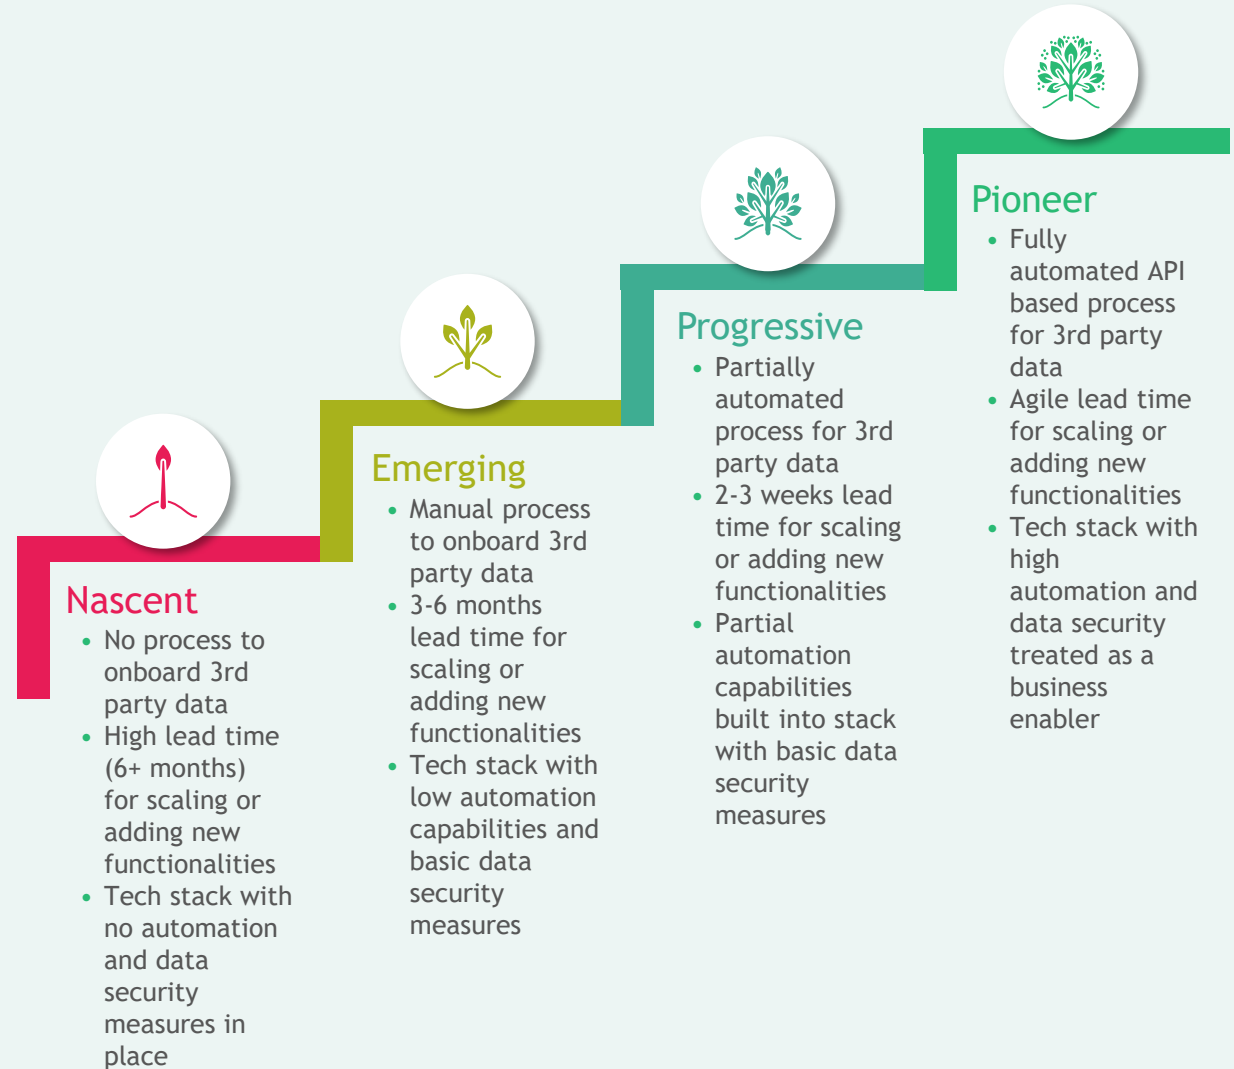 Nascent
• No process to
onboard 3rd
party data
• High lead time
(6+ months)
for scaling or
adding new
functionalities
• Tech stack with
no automation
and data
security
measures in
place
Emerging
• Manual process
to onboard 3rd
party data
• 3-6 months
lead time for
scaling or
adding new
functionalities
• Tech stack with
low automation
capabilities and
basic data
security
measures
Progressive
• Partially
automated
process for 3rd
party data
• 2-3 weeks lead
time for scaling
or adding new
functionalities
• Partial
automation
capabilities
built into stack
with basic data
security
measures
Pioneer
• Fully
automated API
based process
for 3rd party
data
• Agile lead time
for scaling or
adding new
functionalities
• Tech stack with
high
automation and
data security
treated as a
business
enabler